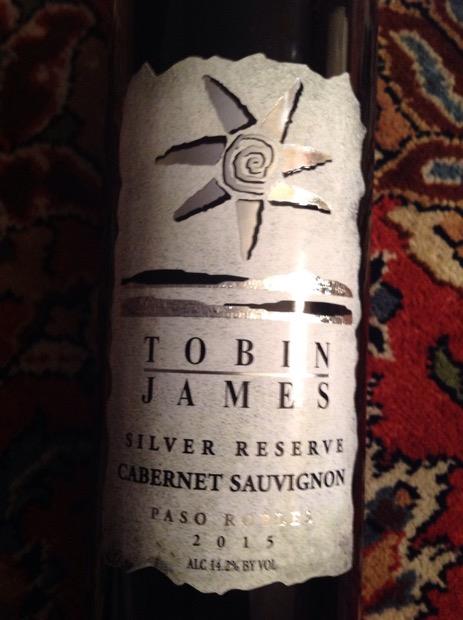 TOBIN
JAMES
SILVER RESERVE
CABERNET SAUVIGNON
PASO ROBLES
2015
ALC 14.2% BY VOL